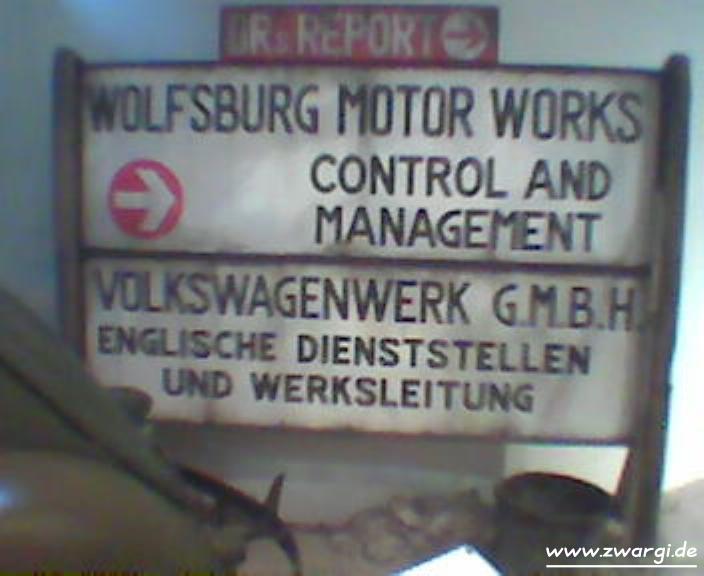 DRS REPORT
WOLFSBURG MOTOR WORKS
CONTROL AND
MANAGEMENT
VOLKSWAGENWERK G.M.B.H.
ENGLISCHE DIENSTSTELLEN
UND WERKSLEITUNG
www.zwargi.de